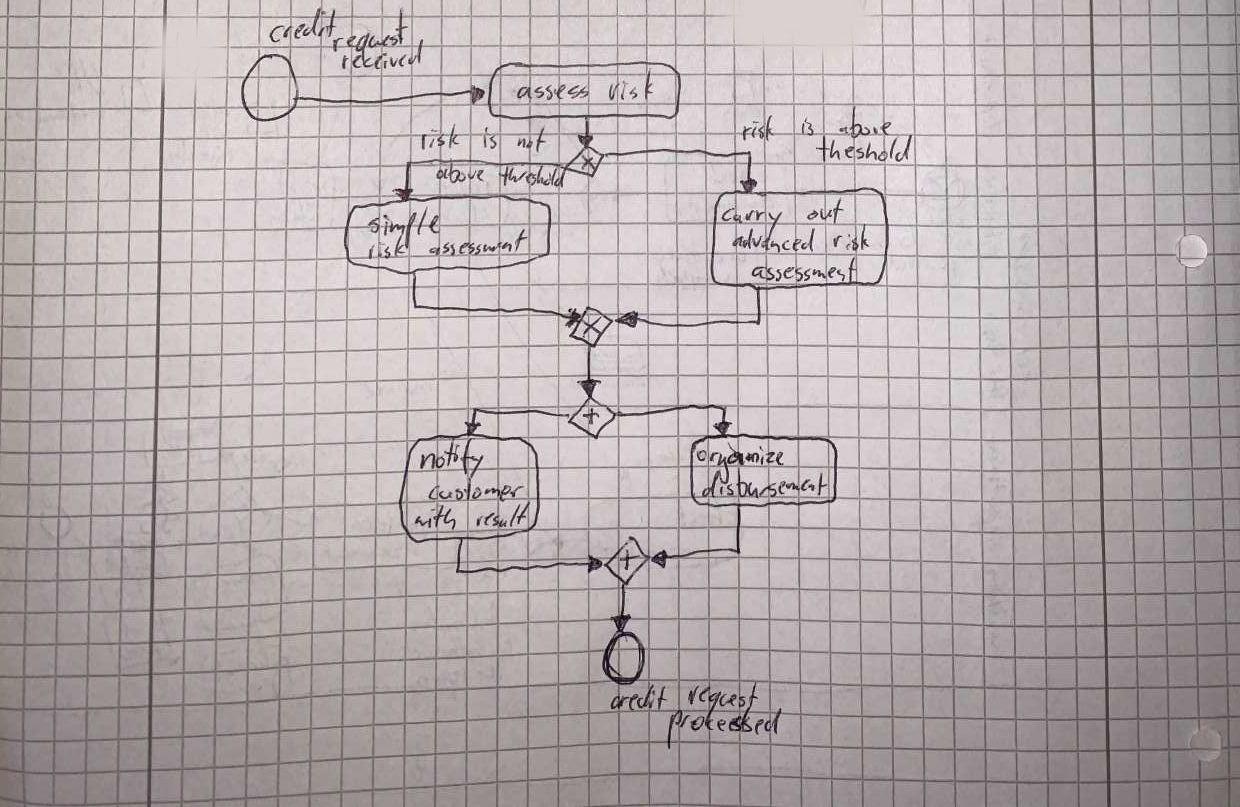 credit
request
received
assess risk
risk is not
above threshold
risk is above
theshold
simple
risk assessment
carry out
advanced risk
assessment
notify
customer
with result
organize
disbursement
credit request
processed